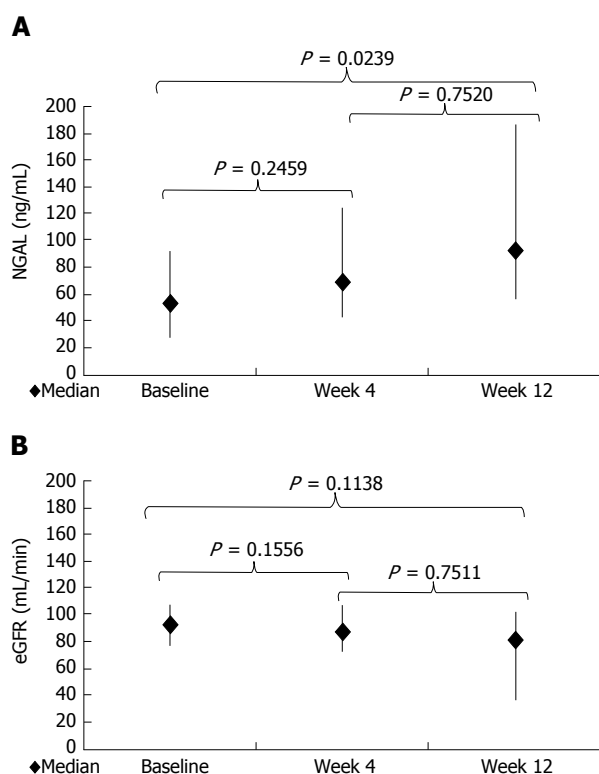 A
P = 0.0239
P = 0.7520
P = 0.2459
NGAL (ng/mL)
200
180
160
140
120
100
80
60
40
20
0
◆Median Baseline Week 4 Week 12
B
P = 0.1138
P = 0.1556
P = 0.7511
eGFR (mL/min)
200
180
160
140
120
100
80
60
40
20
0
◆Median Baseline Week 4 Week 12